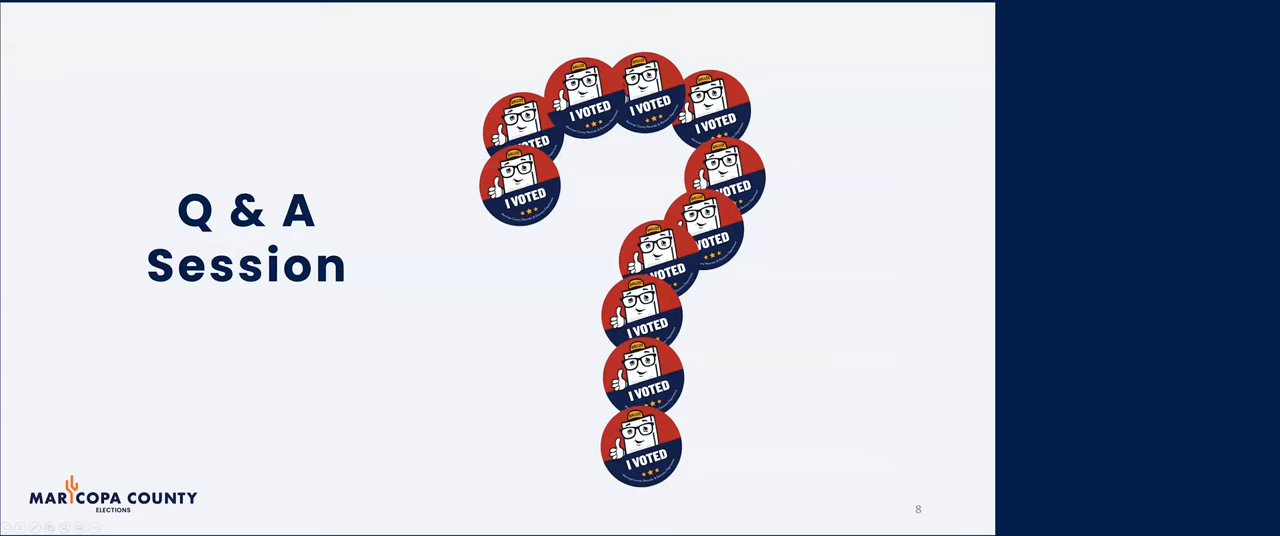 Q & A
Session
I VOTED
I VOTED
I VOTED
VOTED
I VOTED
VOTED
VOTED
VOTED
I VOTED
I VOTED
I VOTED
MARICOPA COUNTY
ELECTIONS
8